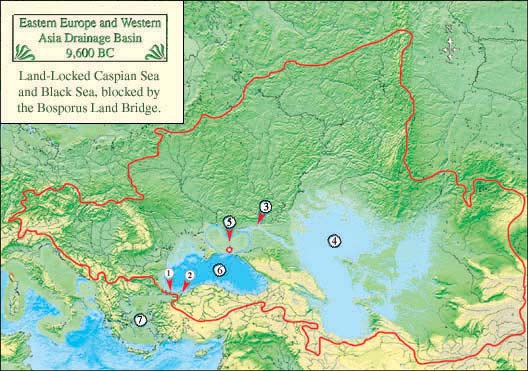 Eastern Europe and Western
Asia Drainage Basin
9,600 BC
Land-Locked Caspian Sea
and Black Sea, blocked by
the Bosporus Land Bridge.
3
5
4
6
1
2
7